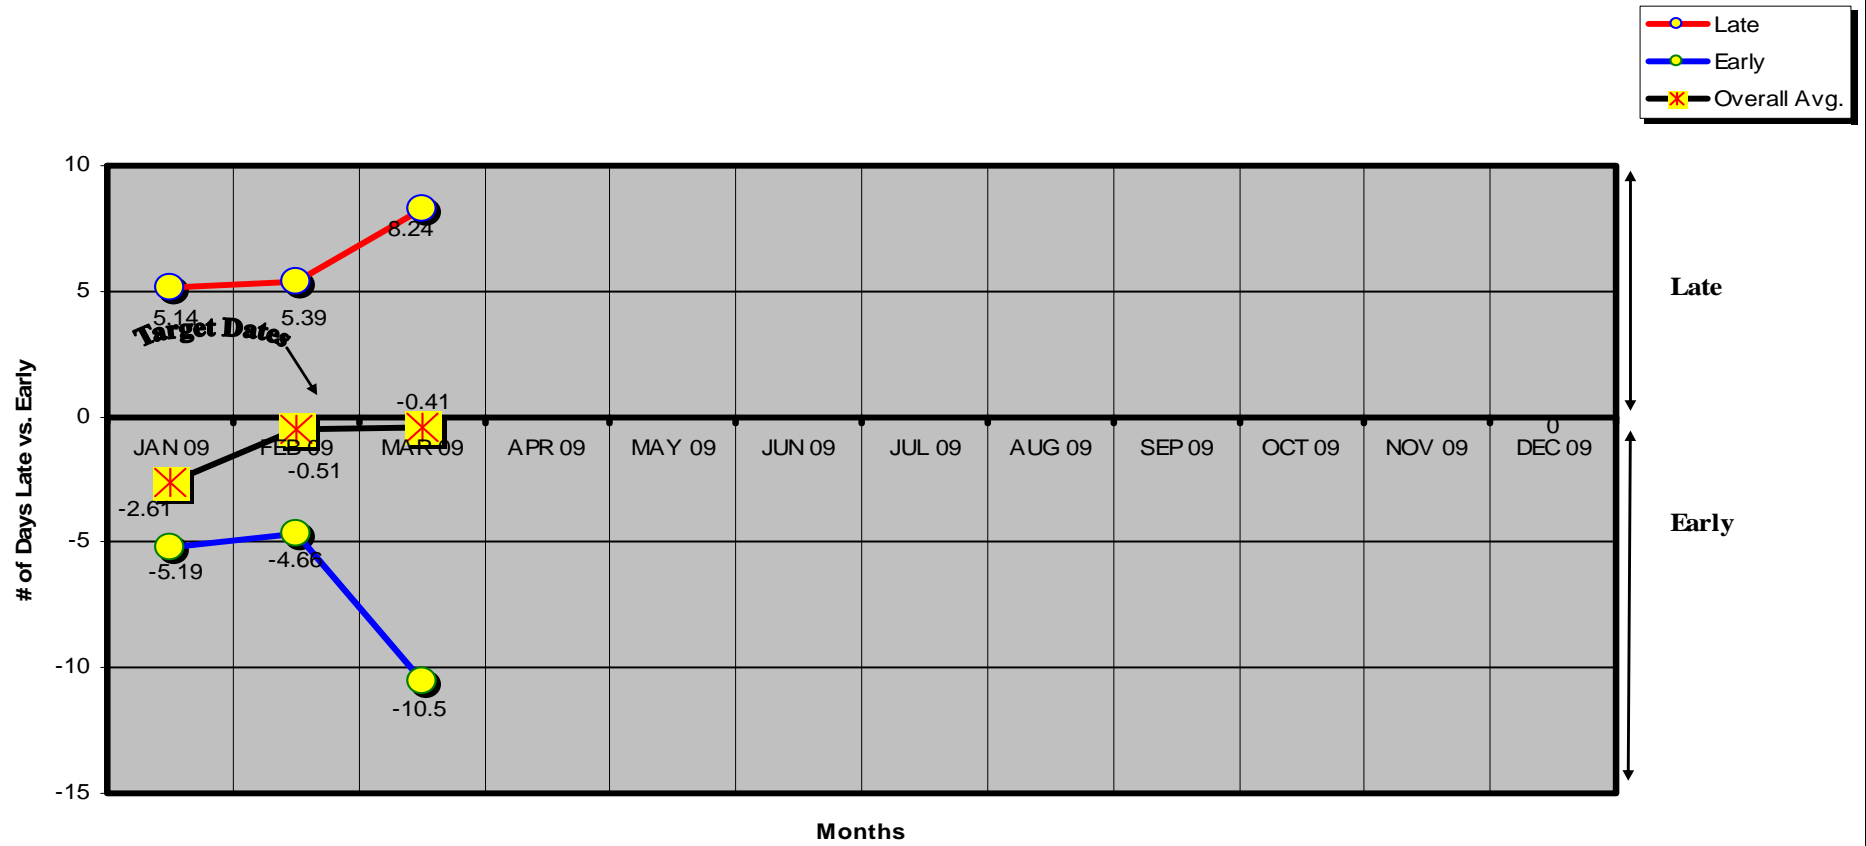 Late
Early
Overall Avg.
10
5
0
-5
-10
-15
# of Days Late vs. Early
8.24
5.14
5.39
Target Dates
-0.41
0
JAN 09 FEB 09 MAR 09 APR 09 MAY 09 JUN 09 JUL 09 AUG 09 SEP 09 OCT 09 NOV 09 DEC 09
-0.51
-2.61
-5.19
-4.66
-10.5
Late
Early
Months